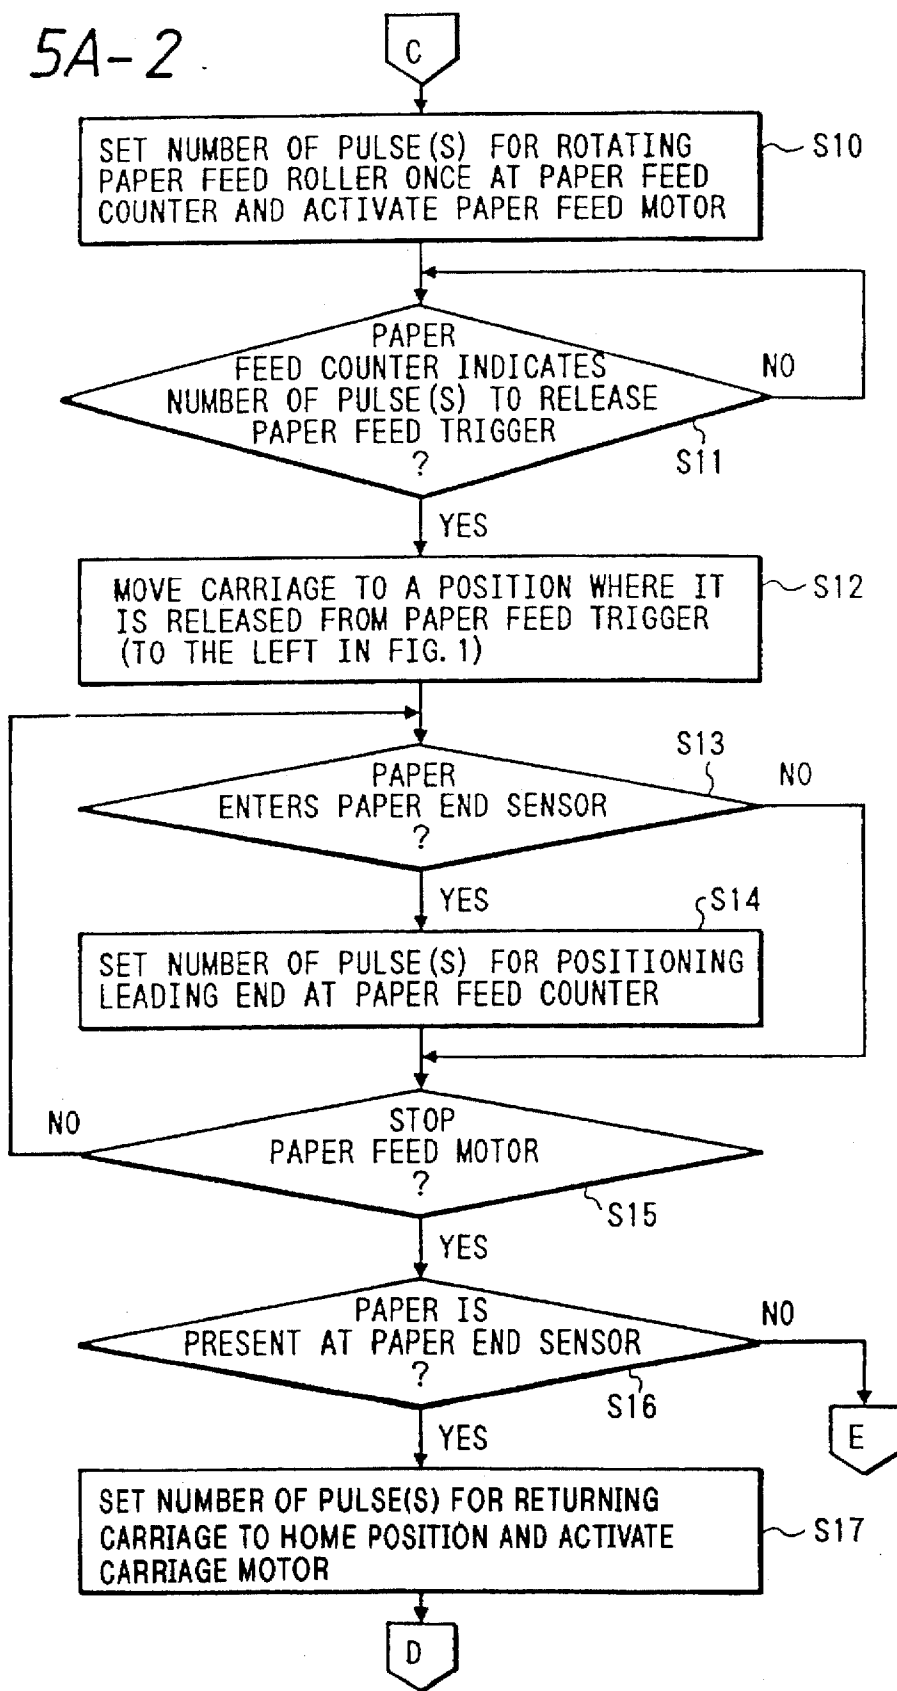 5A-2
C
SET NUMBER OF PULSE(S) FOR ROTATING
PAPER FEED ROLLER ONCE AT PAPER FEED
COUNTER AND ACTIVATE PAPER FEED MOTOR
S10
PAPER
FEED COUNTER INDICATES
NUMBER OF PULSE(S) TO RELEASE
PAPER FEED TRIGGER
?
NO
S11
YES
MOVE CARRIAGE TO A POSITION WHERE IT
IS RELEASED FROM PAPER FEED TRIGGER
(TO THE LEFT IN FIG. 1)
S12
PAPER
ENTERS PAPER END SENSOR
?
S13
NO
YES
S14
SET NUMBER OF PULSE(S) FOR POSITIONING
LEADING END AT PAPER FEED COUNTER
STOP
PAPER FEED MOTOR
?
NO
S15
YES
PAPER IS
PRESENT AT PAPER END SENSOR
?
NO
S16
E
YES
SET NUMBER OF PULSE(S) FOR RETURNING
CARRIAGE TO HOME POSITION AND ACTIVATE
CARRIAGE MOTOR
S17
D